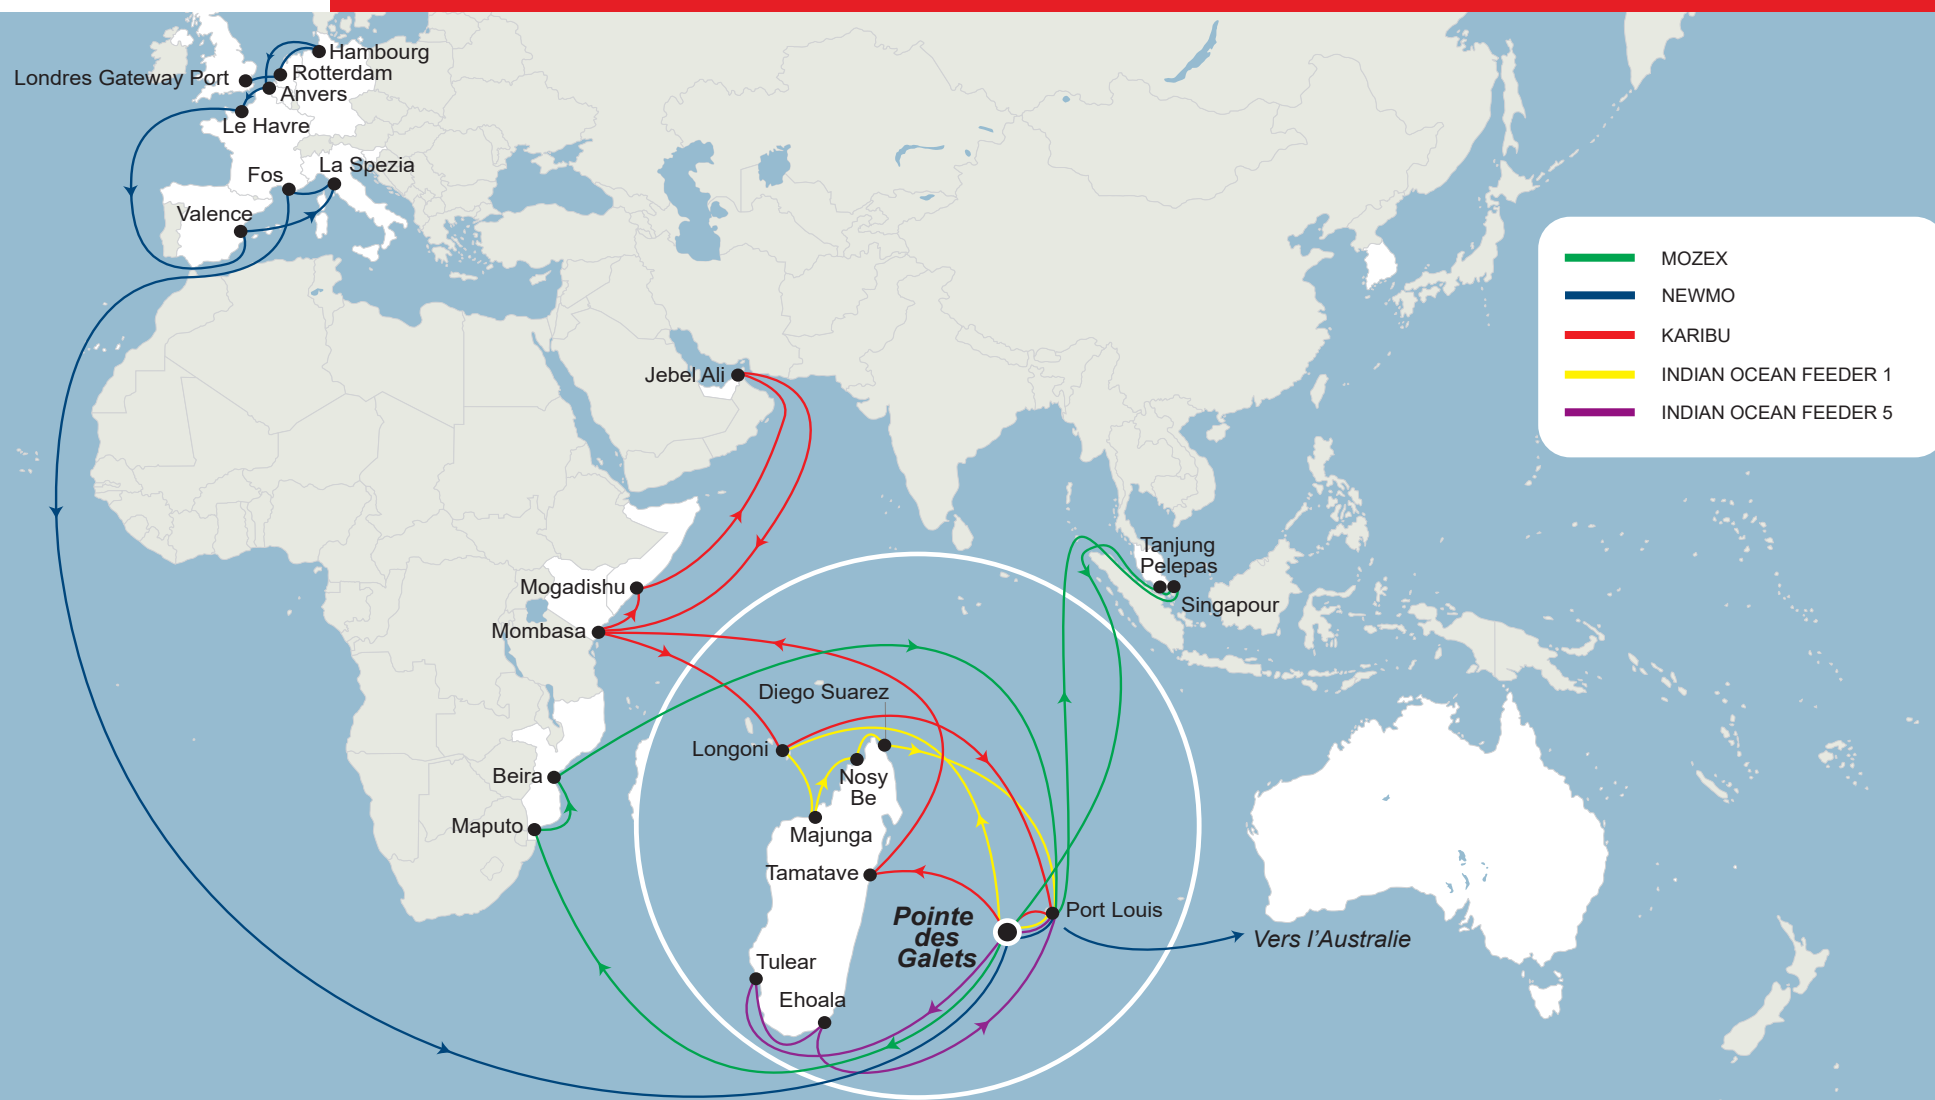 Hambourg
Londres Gateway Port
Rotterdam
Anvers
Le Havre
La Spezia
Fos
Valence
MOZEX
NEWMO
KARIBU
INDIAN OCEAN FEEDER 1
INDIAN OCEAN FEEDER 5
Jebel Ali
Tanjung
Pelepas
Singapour
Mogadishu
Mombasa
Diego Suarez
Longoni
Nosy
Be
Beira
Maputo
Majunga
Tamatave
Pointe
des
Galets
Port Louis
Vers l’Australie
Tulear
Ehoala